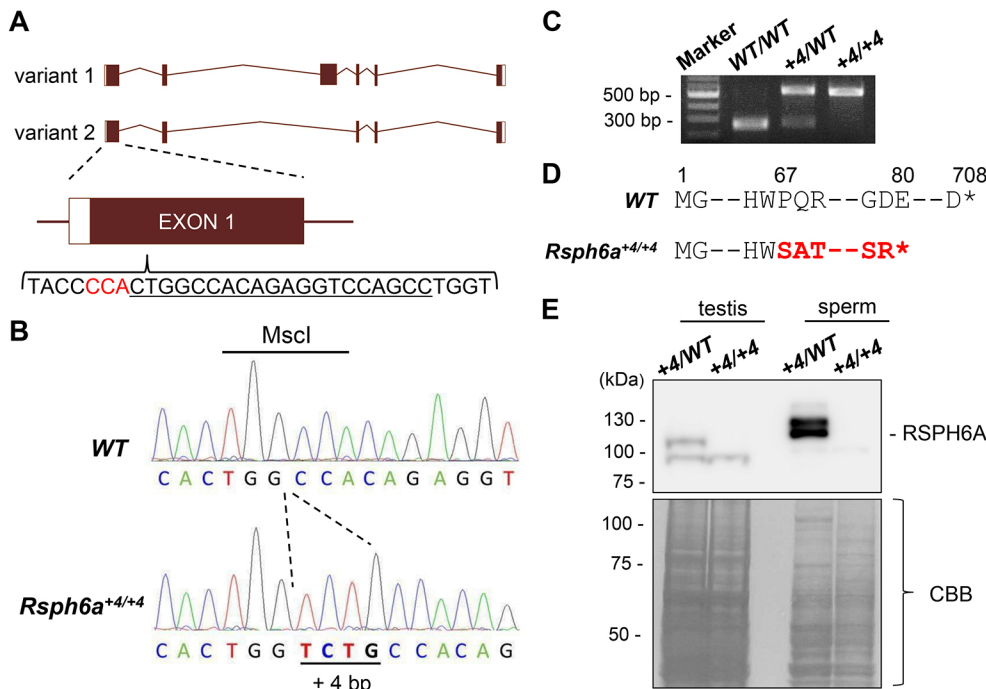 A
variant 1
variant 2
EXON 1
TACCCCCACTGGCCACAGAGGTCCAGCCTGGT
B
MscI
WT
CACTGGCCACAGAGGT
Rsph6a+4/+4
CACTGGTCTGCCACAG
+ 4 bp
C
Marker
WT/WT
+4/WT
+4/+4
500 bp -
300 bp -
D
1 67 80 708
WT MG--HWPQR--GDE--D*
Rsph6a+4/+4 MG--HWSAT--SR*
E
testis sperm
+4/WT +4/+4 +4/WT +4/+4
(kDa)
130 -
100 -
75 -
- RSPH6A
100 -
75 -
50 -
CBB